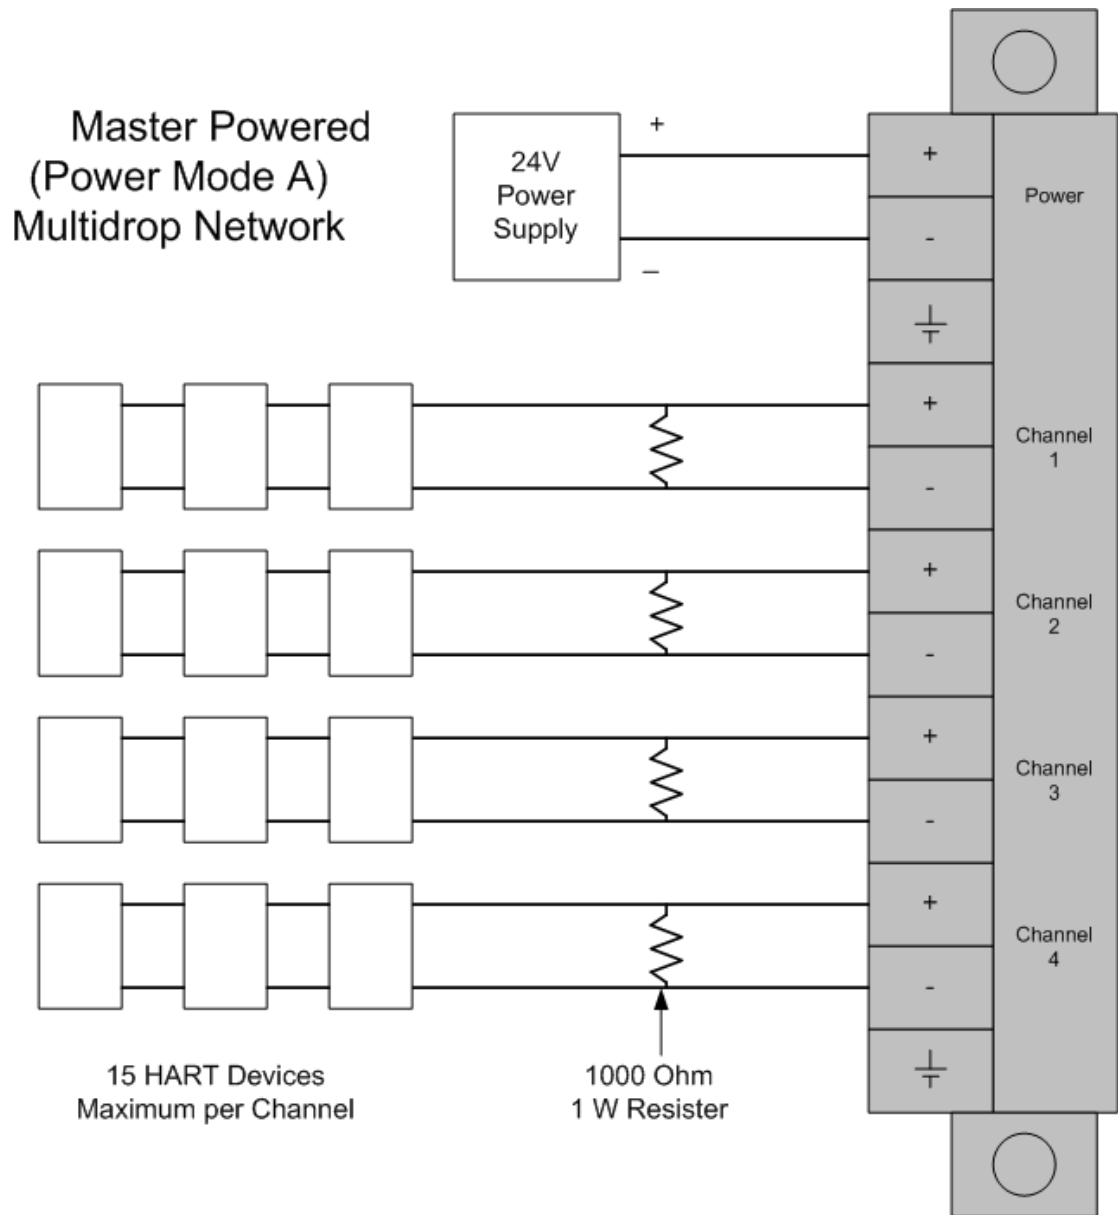 Master Powered
(Power Mode A)
Multidrop Network
24V
Power
Supply
+
–
+
-
Power
+
-
Channel
1
+
-
Channel
2
+
-
Channel
3
+
-
Channel
4
15 HART Devices
Maximum per Channel
1000 Ohm
1 W Resister